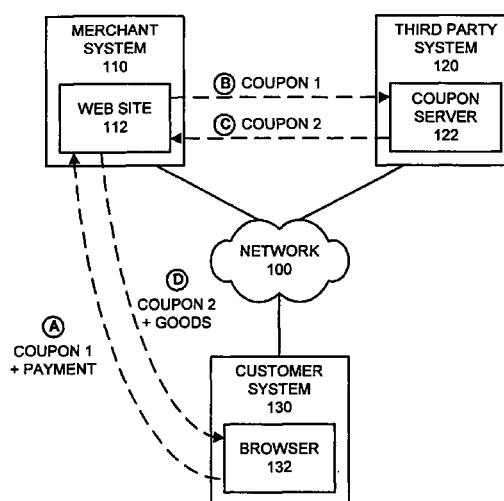 MERCHANT
SYSTEM
110
WEB SITE
112
THIRD PARTY
SYSTEM
120
COUPON
SERVER
122
B COUPON 1
C COUPON 2
NETWORK
100
D
COUPON 2
+ GOODS
A
COUPON 1
+ PAYMENT
CUSTOMER
SYSTEM
130
BROWSER
132